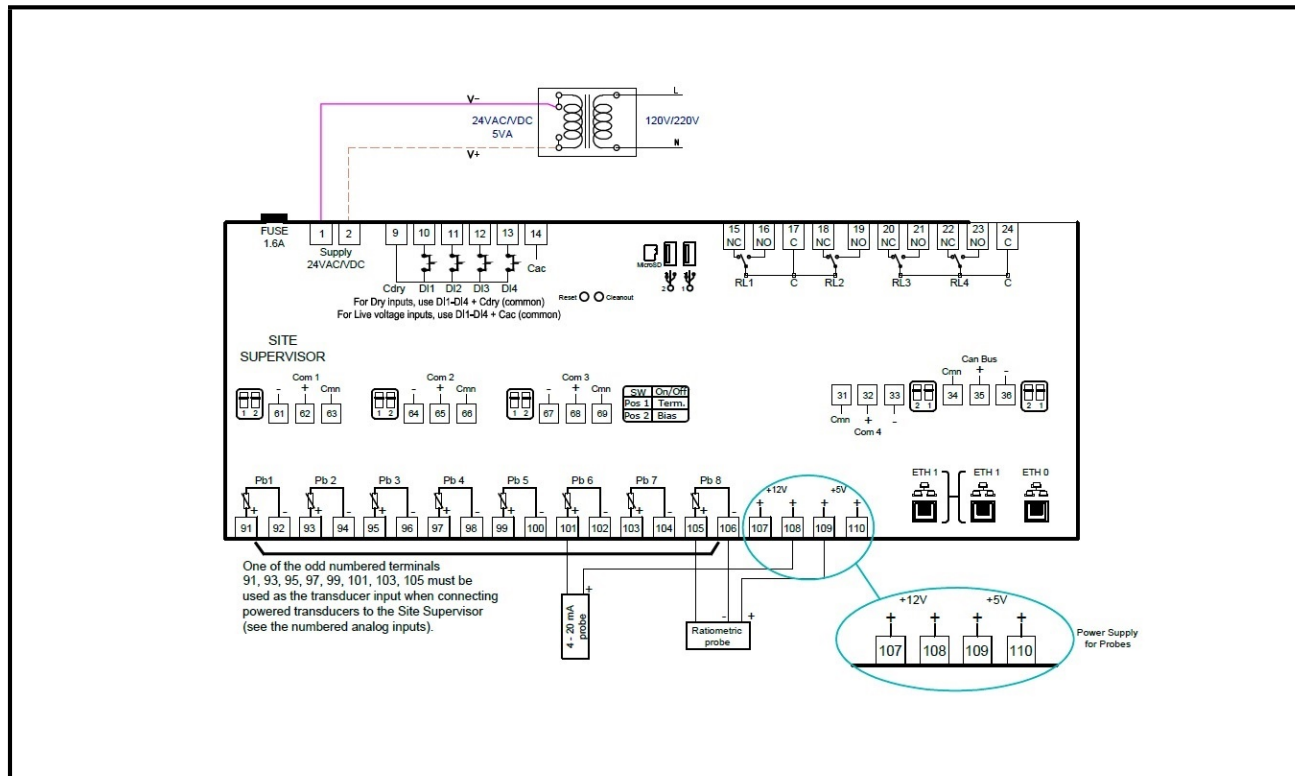 V-
24VAC/VDC
5VA
V+
L
120V/220V
N
FUSE
1.6A
1 2
Supply
24VAC/VDC
9 10 11 12 13 14
Cac
Cdry DI1 DI2 DI3 DI4
For Dry inputs, use DI1-DI4 + Cdry (common)
For Live voltage inputs, use DI1-DI4 + Cac (common)
MicroSD
2 1
Reset Cleanout
15 16 17 18 19 20 21 22 23 24
NC NO C NC NO NC NO NC NO C
RL1 C RL2 RL3 RL4 C
SITE
SUPERVISOR
Com 1
- + Cmn
1 2 61 62 63
Com 2
- + Cmn
1 2 64 65 66
Com 3
- + Cmn
1 2 67 68 69
SW On/Off
Pos 1 Term.
Pos 2 Bias
31 32 33
Cmn + -
Com 4
Can Bus
Cmn + -
2 1 34 35 36 2 1
Pb1 Pb 2 Pb 3 Pb 4 Pb 5 Pb 6 Pb 7 Pb 8
+ - + - + - + - + - + - + - + -
91 92 93 94 95 96 97 98 99 100 101 102 103 104 105 106
+12V +5V
+ + + +
107 108 109 110
ETH 1 ETH 1 ETH 0
One of the odd numbered terminals
91, 93, 95, 97, 99, 101, 103, 105 must be
used as the transducer input when connecting
powered transducers to the Site Supervisor
(see the numbered analog inputs).
+
4 - 20 mA
probe
- +
Ratiometric
probe
+12V +5V
+ + + +
107 108 109 110
Power Supply
for Probes